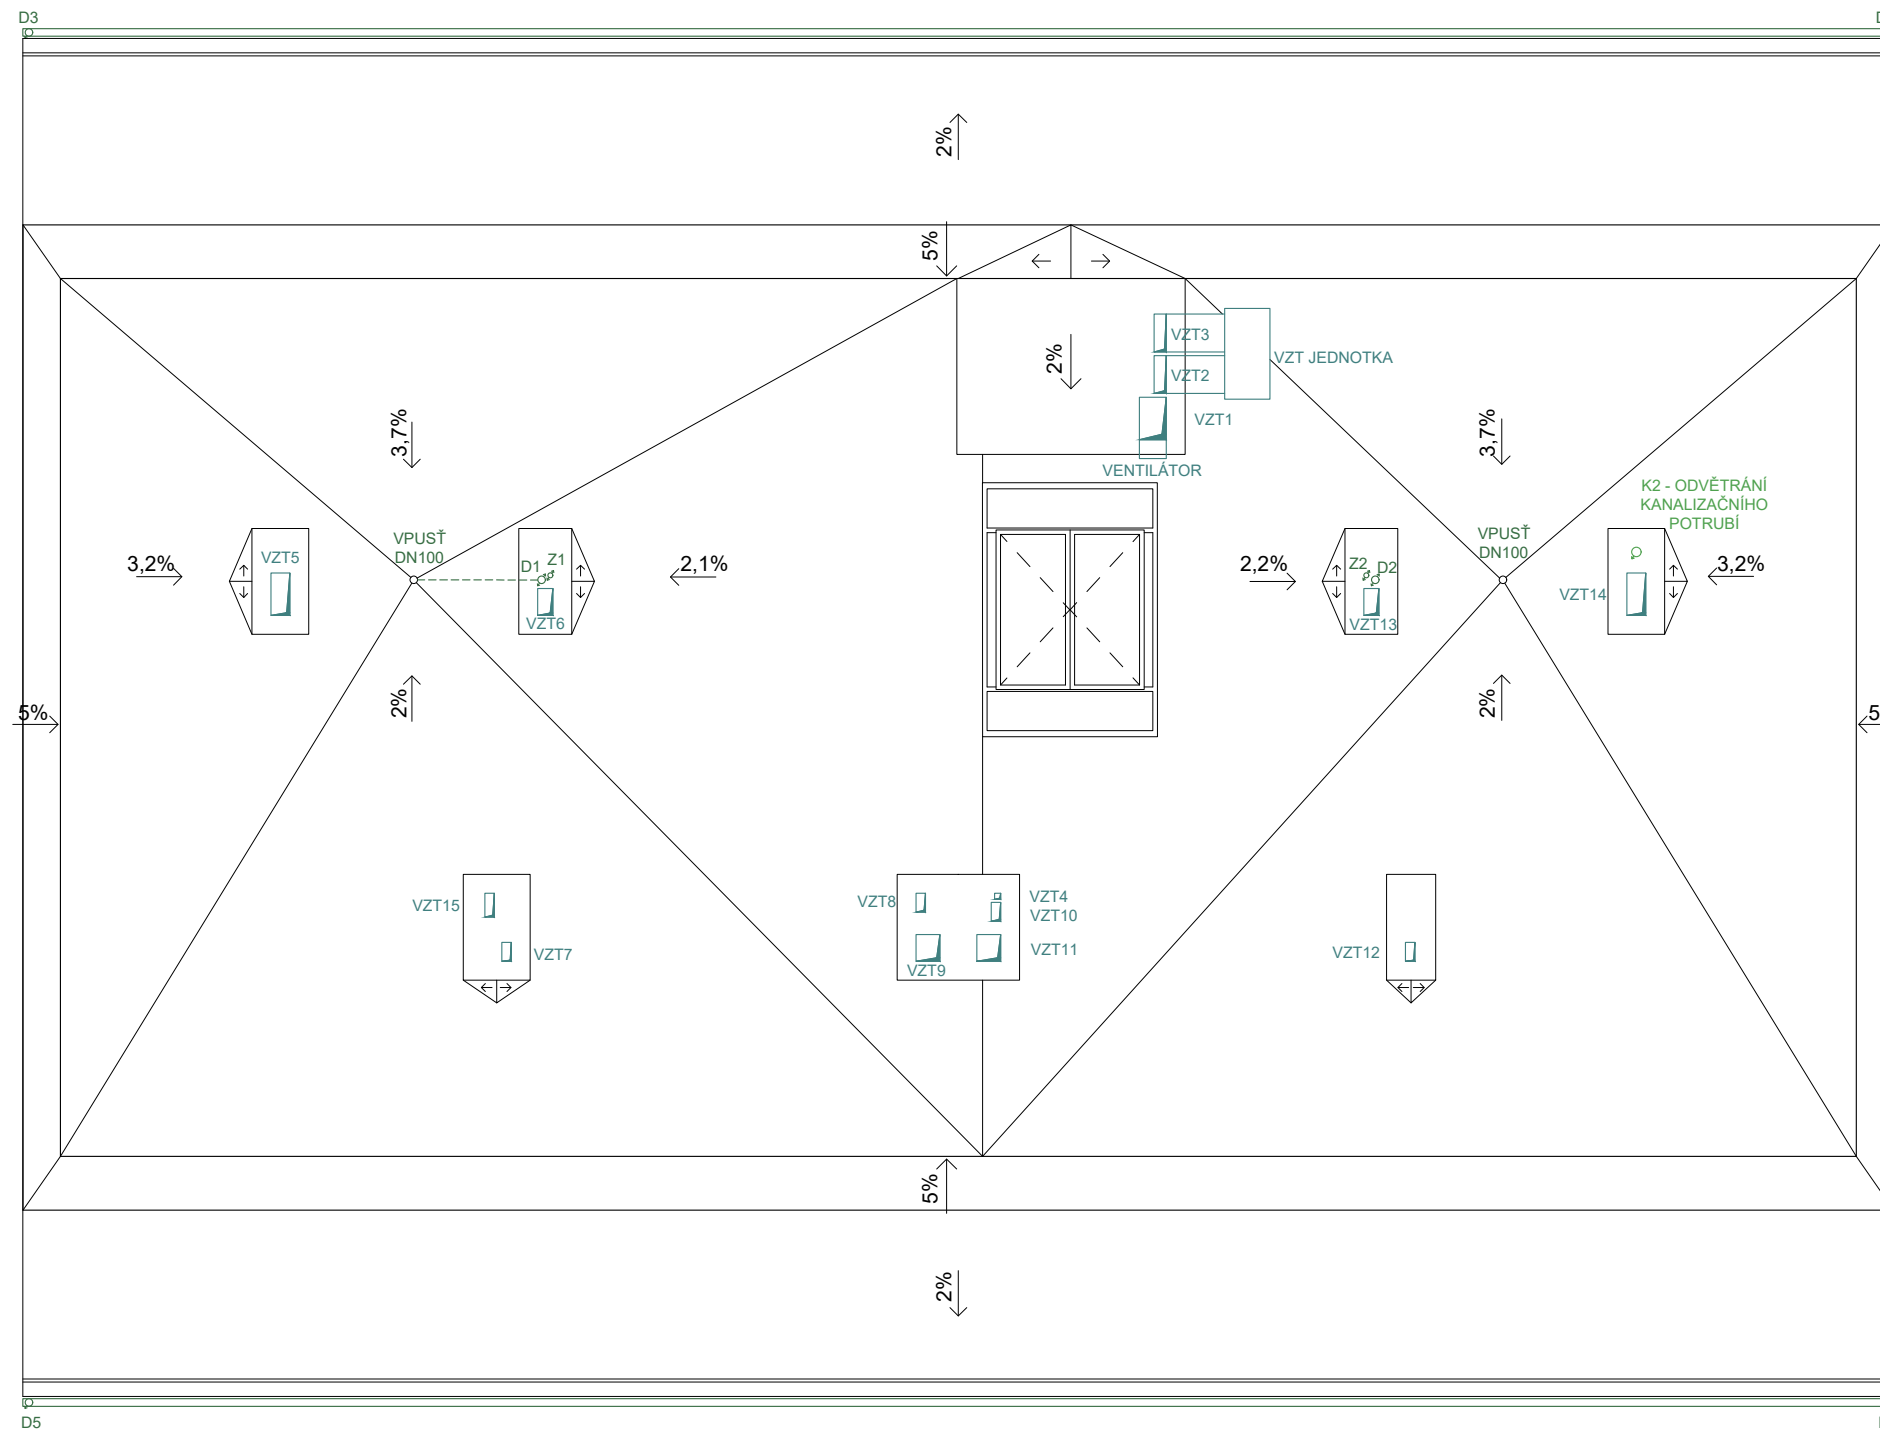 D3
2%
5%
VZT3
2%
VZT JEDNOTKA
VZT2
VZT1
3,7%
3,7%
VENTILÁTOR
K2 - ODVĚTRÁNÍ
KANALIZAČNÍHO
POTRUBÍ
VPUSŤ
DN100
VPUSŤ
DN100
3,2%
VZT5
D1
Z1
2,1%
2,2%
Z2
D2
3,2%
VZT14
VZT6
VZT13
2%
2%
5%
5
VZT15
VZT8
VZT4
VZT10
VZT7
VZT11
VZT12
VZT9
5%
2%
D5